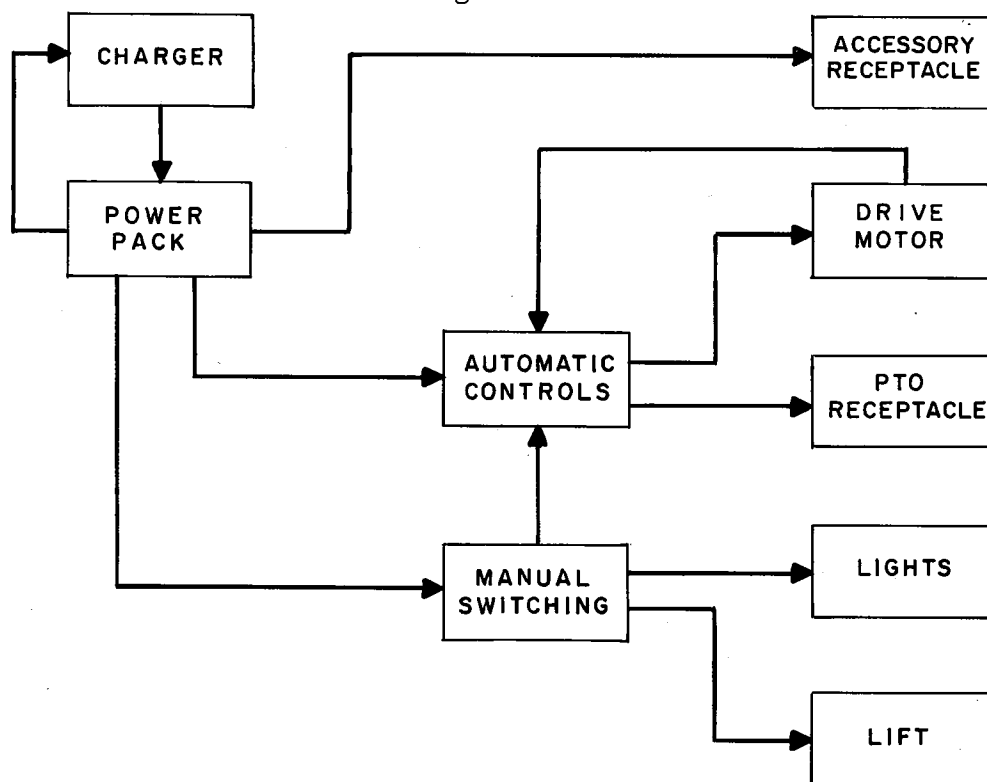 CHARGER
ACCESSORY
RECEPTACLE
POWER
PACK
DRIVE
MOTOR
AUTOMATIC
CONTROLS
PTO
RECEPTACLE
MANUAL
SWITCHING
LIGHTS
LIFT